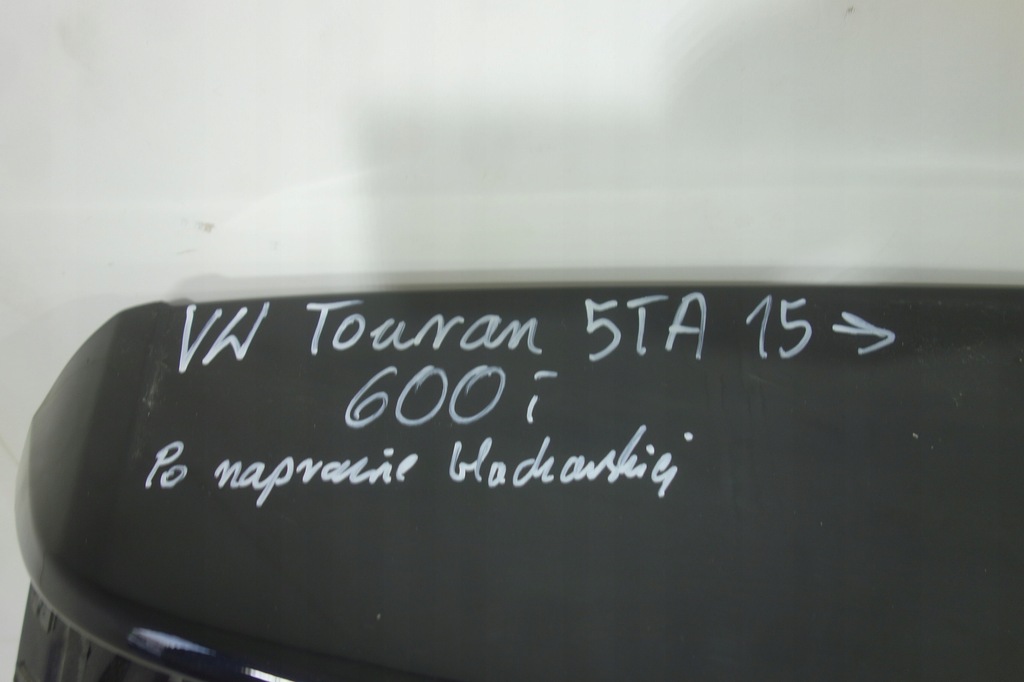 VW Touran 5TA 15 →
600 i
Po naprawie blacharskiej